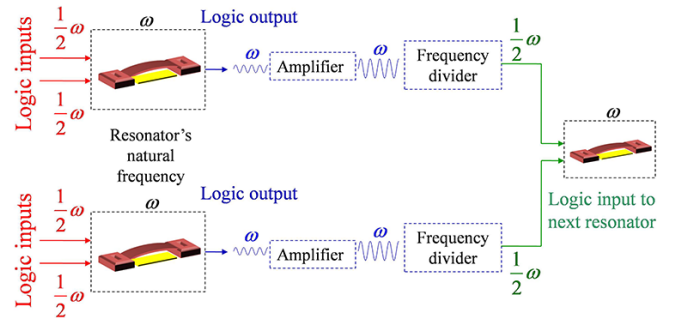 Logic inputs
1/2 ω
1/2 ω
ω
Logic output
ω
Amplifier
ω
Frequency
divider
1/2 ω
Resonator's
natural
frequency
ω
Logic input to
next resonator
Logic inputs
1/2 ω
1/2 ω
ω
Logic output
ω
Amplifier
ω
Frequency
divider
1/2 ω